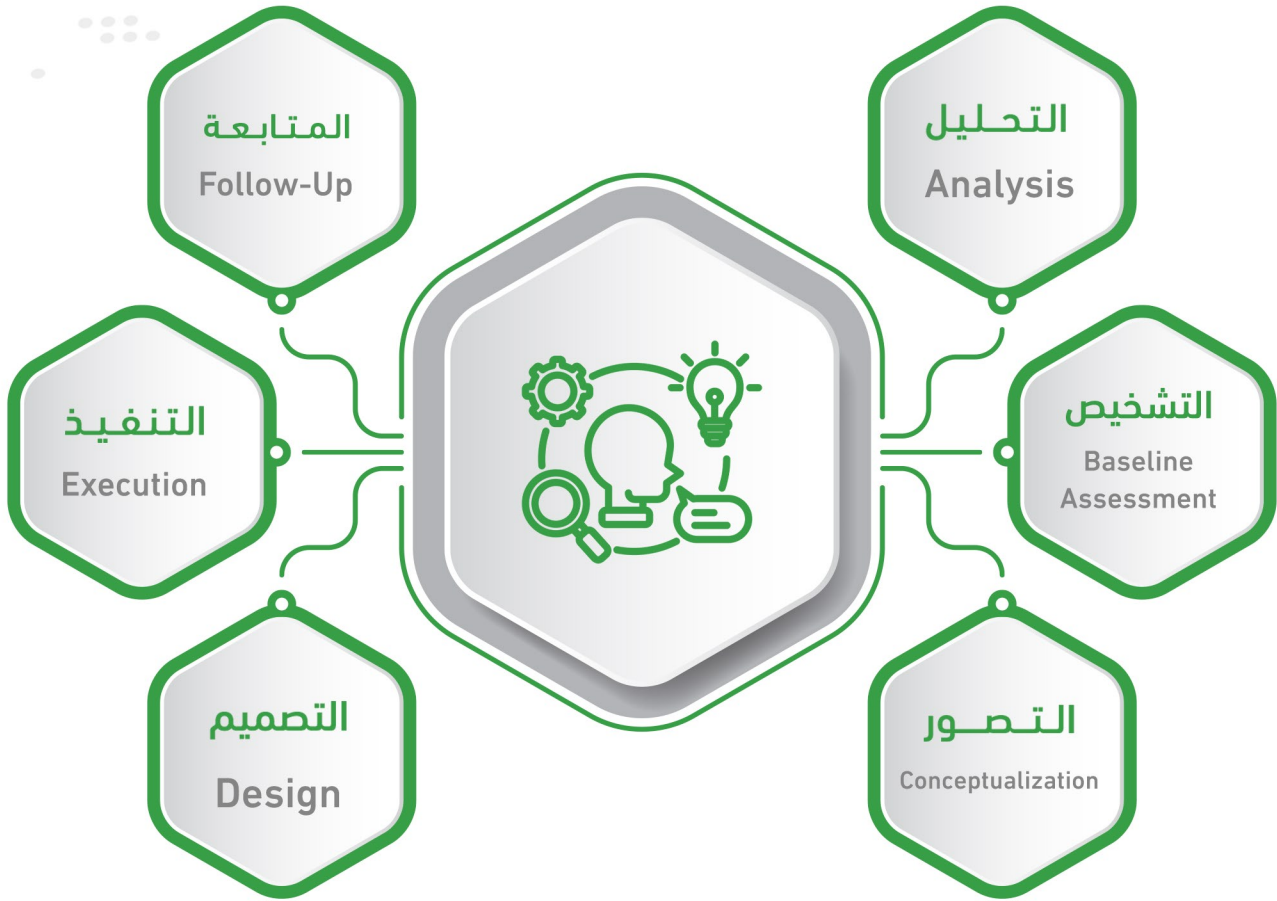 التحليل
Analysis
التشخيص
Baseline
Assessment
التصور
Conceptualization
التصميم
Design
التنفيذ
Execution
المتابعة
Follow-Up